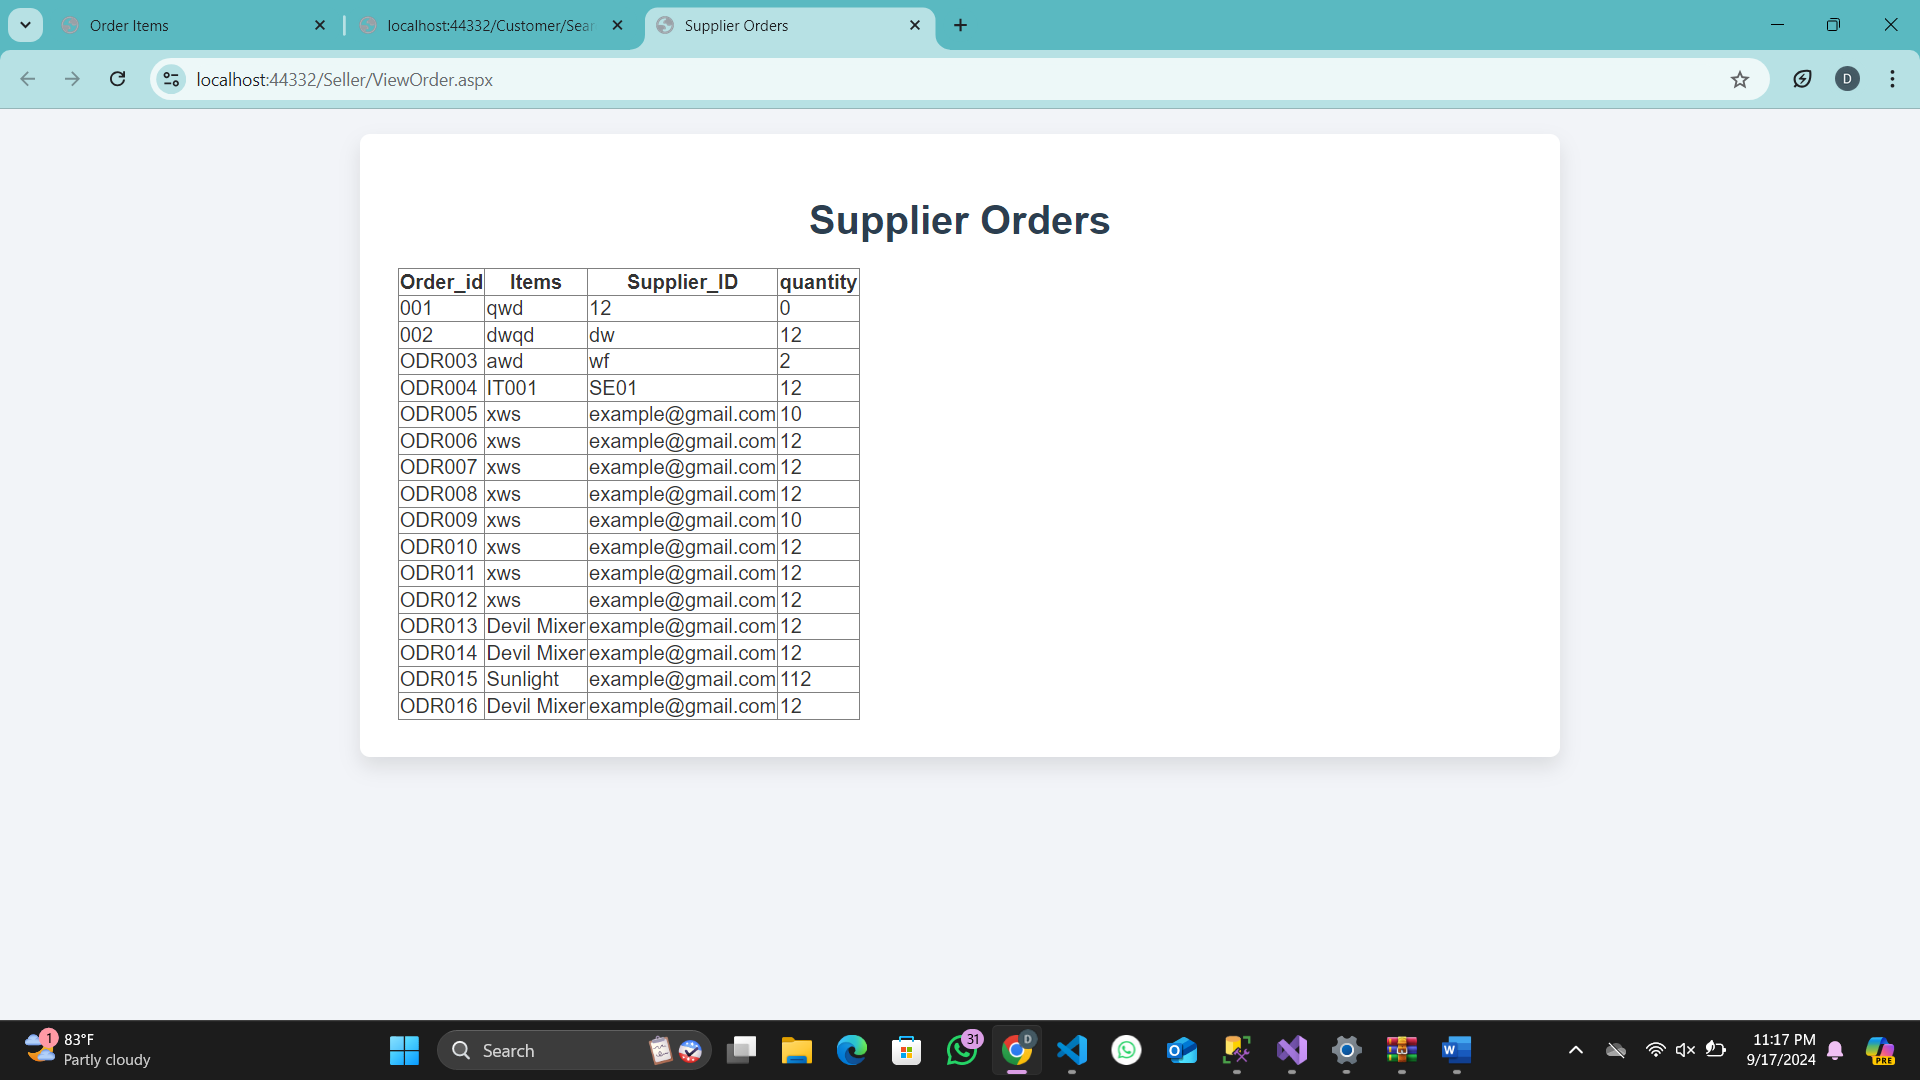 Order Items
localhost:44332/Customer/Sear
Supplier Orders
localhost:44332/Seller/ViewOrder.aspx
D
Supplier Orders
Order_id Items Supplier_ID quantity
001 qwd 12 0
002 dwqd dw 12
ODR003 awd wf 2
ODR004 IT001 SE01 12
ODR005 xws example@gmail.com 10
ODR006 xws example@gmail.com 12
ODR007 xws example@gmail.com 12
ODR008 xws example@gmail.com 12
ODR009 xws example@gmail.com 10
ODR010 xws example@gmail.com 12
ODR011 xws example@gmail.com 12
ODR012 xws example@gmail.com 12
ODR013 Devil Mixer example@gmail.com 12
ODR014 Devil Mixer example@gmail.com 12
ODR015 Sunlight example@gmail.com 112
ODR016 Devil Mixer example@gmail.com 12
1
83°F
Partly cloudy
Search
31
D
W
11:17 PM
9/17/2024
PRE